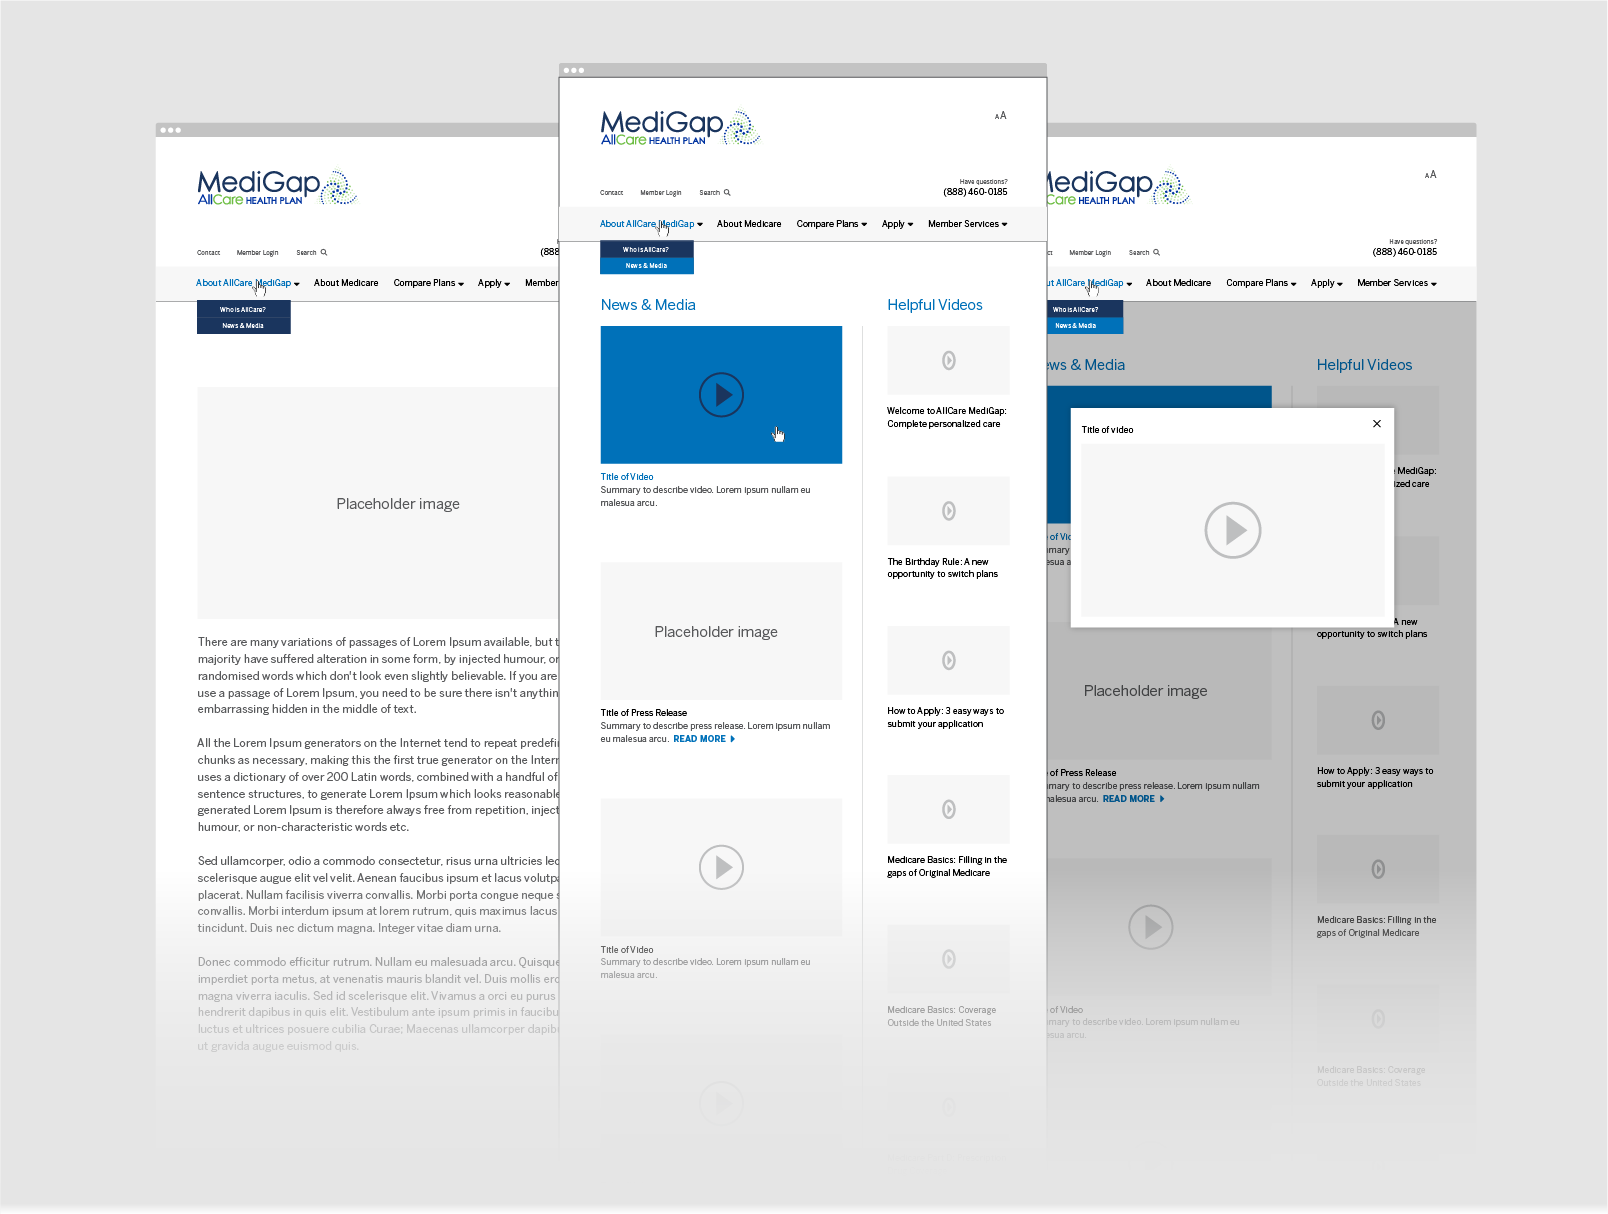 MediGap
AllCare HEALTH PLAN
Contact
Member Login
Search
(888
About AllCare MediGap
About Medicare
Compare Plans
Apply
Member
Who is AllCare?
News & Media
Placeholder image
There are many variations of passages of Lorem Ipsum available, but t
majority have suffered alteration in some form, by injected humour, or
randomised words which don't look even slightly believable. If you are
use a passage of Lorem Ipsum, you need to be sure there isn't anythin
embarrassing hidden in the middle of text.
All the Lorem Ipsum generators on the Internet tend to repeat predefi
chunks as necessary, making this the first true generator on the Inter
uses a dictionary of over 200 Latin words, combined with a handful of
sentence structures, to generate Lorem Ipsum which looks reasonable
generated Lorem Ipsum is therefore always free from repetition, inject
humour, or non-characteristic words etc.
Sed ullamcorper, odio a commodo consectetur, risus urna ultricies lec
scelerisque augue elit vel velit. Aenean faucibus ipsum et lacus volutpa
placerat. Nullam facilisis viverra convallis. Morbi porta congue neque s
convallis. Morbi interdum ipsum at lorem rutrum, quis maximus lacus
tincidunt. Duis nec dictum magna. Integer vitae diam urna.
Donec commodo efficitur rutrum. Nullam eu malesuada arcu. Quisque
imperdiet porta metus, at venenatis mauris blandit vel. Duis mollis erc
magna viverra iaculis. Sed id scelerisque elit. Vivamus a orci eu purus
hendrerit dapibus in quis elit. Vestibulum ante ipsum primis in faucibu
luctus et ultrices posuere cubilia Curae; Maecenas ullamcorper dapib
ut gravida augue euismod quis.
MediGap
AllCare HEALTH PLAN
AA
Contact
Member Login
Search
Have questions?
(888) 460-0185
About AllCare MediGap
About Medicare
Compare Plans
Apply
Member Services
Who is AllCare?
News & Media
News & Media
Title of Video
Summary to describe video. Lorem ipsum nullam eu
malesua arcu.
Placeholder image
Title of Press Release
Summary to describe press release. Lorem ipsum nullam
eu malesua arcu. READ MORE
Title of Video
Summary to describe video. Lorem ipsum nullam eu
malesua arcu.
Helpful Videos
Welcome to AllCare MediGap:
Complete personalized care
The Birthday Rule: A new
opportunity to switch plans
How to Apply: 3 easy ways to
submit your application
Medicare Basics: Filling in the
gaps of Original Medicare
Medicare Basics: Coverage
Outside the United States
MediGap
Care HEALTH PLAN
AA
ct
Member Login
Search
Have questions?
(888) 460-0185
ut AllCare MediGap
About Medicare
Compare Plans
Apply
Member Services
Who is AllCare?
News & Media
ews & Media
Title of video
e of Vid
mary
esua a
Placeholder image
e of Press Release
mary to describe press release. Lorem ipsum nullam
nalesua arcu. READ MORE
e of Video
mary to describe video. Lorem ipsum nullam eu
esua arcu.
Helpful Videos
e MediGap:
ized care
A new
opportunity to switch plans
How to Apply: 3 easy ways to
submit your application
Medicare Basics: Filling in the
gaps of Original Medicare
Medicare Basics: Coverage
Outside the United States